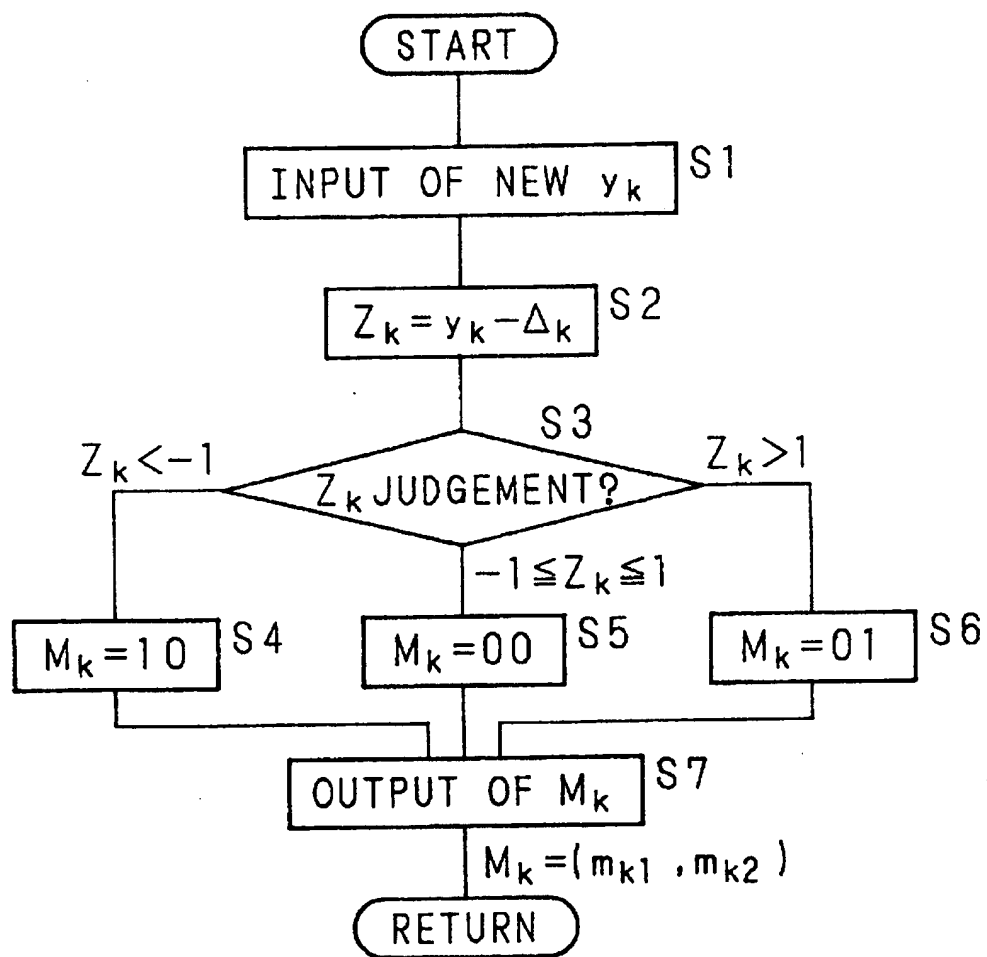 START
INPUT OF NEW yₖ
S1
Zₖ=yₖ−Δₖ
S2
S3
Zₖ<−1
Zₖ JUDGEMENT?
Zₖ>1
−1≦Zₖ≦1
Mₖ=10
S4
Mₖ=00
S5
Mₖ=01
S6
OUTPUT OF Mₖ
S7
Mₖ=(mₖ₁ ,mₖ₂ )
RETURN